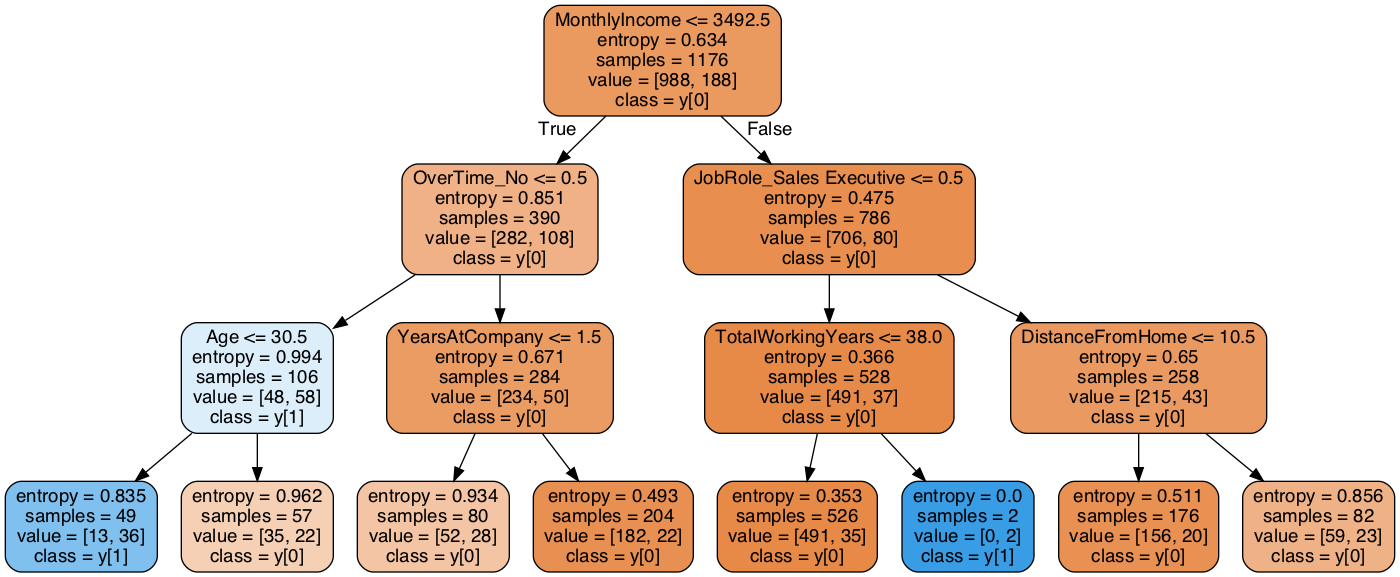 MonthlyIncome <= 3492.5
entropy = 0.634
samples = 1176
value = [988, 188]
class = y[0]
True
False
OverTime_No <= 0.5
entropy = 0.851
samples = 390
value = [282, 108]
class = y[0]
JobRole_Sales Executive <= 0.5
entropy = 0.475
samples = 786
value = [706, 80]
class = y[0]
Age <= 30.5
entropy = 0.994
samples = 106
value = [48, 58]
class = y[1]
YearsAtCompany <= 1.5
entropy = 0.671
samples = 284
value = [234, 50]
class = y[0]
TotalWorkingYears <= 38.0
entropy = 0.366
samples = 528
value = [491, 37]
class = y[0]
DistanceFromHome <= 10.5
entropy = 0.65
samples = 258
value = [215, 43]
class = y[0]
entropy = 0.835
samples = 49
value = [13, 36]
class = y[1]
entropy = 0.962
samples = 57
value = [35, 22]
class = y[0]
entropy = 0.934
samples = 80
value = [52, 28]
class = y[0]
entropy = 0.493
samples = 204
value = [182, 22]
class = y[0]
entropy = 0.353
samples = 526
value = [491, 35]
class = y[0]
entropy = 0.0
samples = 2
value = [0, 2]
class = y[1]
entropy = 0.511
samples = 176
value = [156, 20]
class = y[0]
entropy = 0.856
samples = 82
value = [59, 23]
class = y[0]